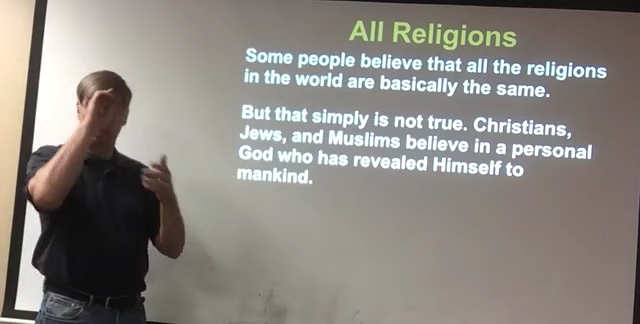 All Religions
Some people believe that all the religions
in the world are basically the same.
But that simply is not true. Christians,
Jews, and Muslims believe in a personal
God who has revealed Himself to
mankind.